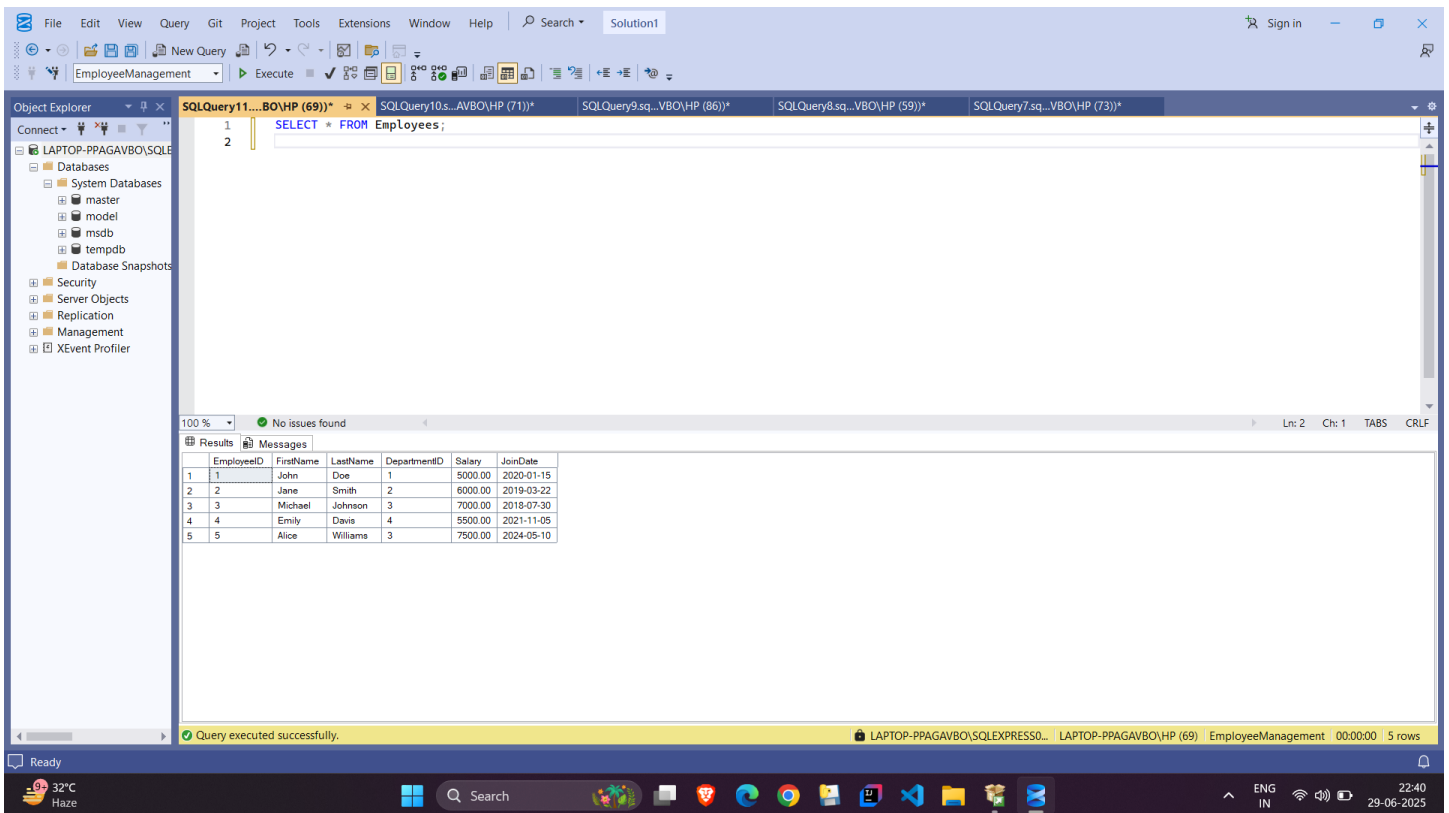 File Edit View Query Git Project Tools Extensions Window Help Search Solution1 Sign in
New Query
EmployeeManagement Execute
Object Explorer
SQLQuery11....BO\HP (69))* SQLQuery10.s...AVBO\HP (71))* SQLQuery9.sq...VBO\HP (86))* SQLQuery8.sq...VBO\HP (59))* SQLQuery7.sq...VBO\HP (73))*
Connect
LAPTOP-PPAGAVBO\SQLE
Databases
System Databases
master
model
msdb
tempdb
Database Snapshots
Security
Server Objects
Replication
Management
XEvent Profiler
1 SELECT * FROM Employees;
2
100 % No issues found Ln: 2 Ch: 1 TABS CRLF
Results Messages
EmployeeID FirstName LastName DepartmentID Salary JoinDate
1 1 John Doe 1 5000.00 2020-01-15
2 2 Jane Smith 2 6000.00 2019-03-22
3 3 Michael Johnson 3 7000.00 2018-07-30
4 4 Emily Davis 4 5500.00 2021-11-05
5 5 Alice Williams 3 7500.00 2024-05-10
Query executed successfully. LAPTOP-PPAGAVBO\SQLEXPRESS0... LAPTOP-PPAGAVBO\HP (69) EmployeeManagement 00:00:00 5 rows
Ready
9+ 32°C
Haze
Search
ENG
IN
22:40
29-06-2025